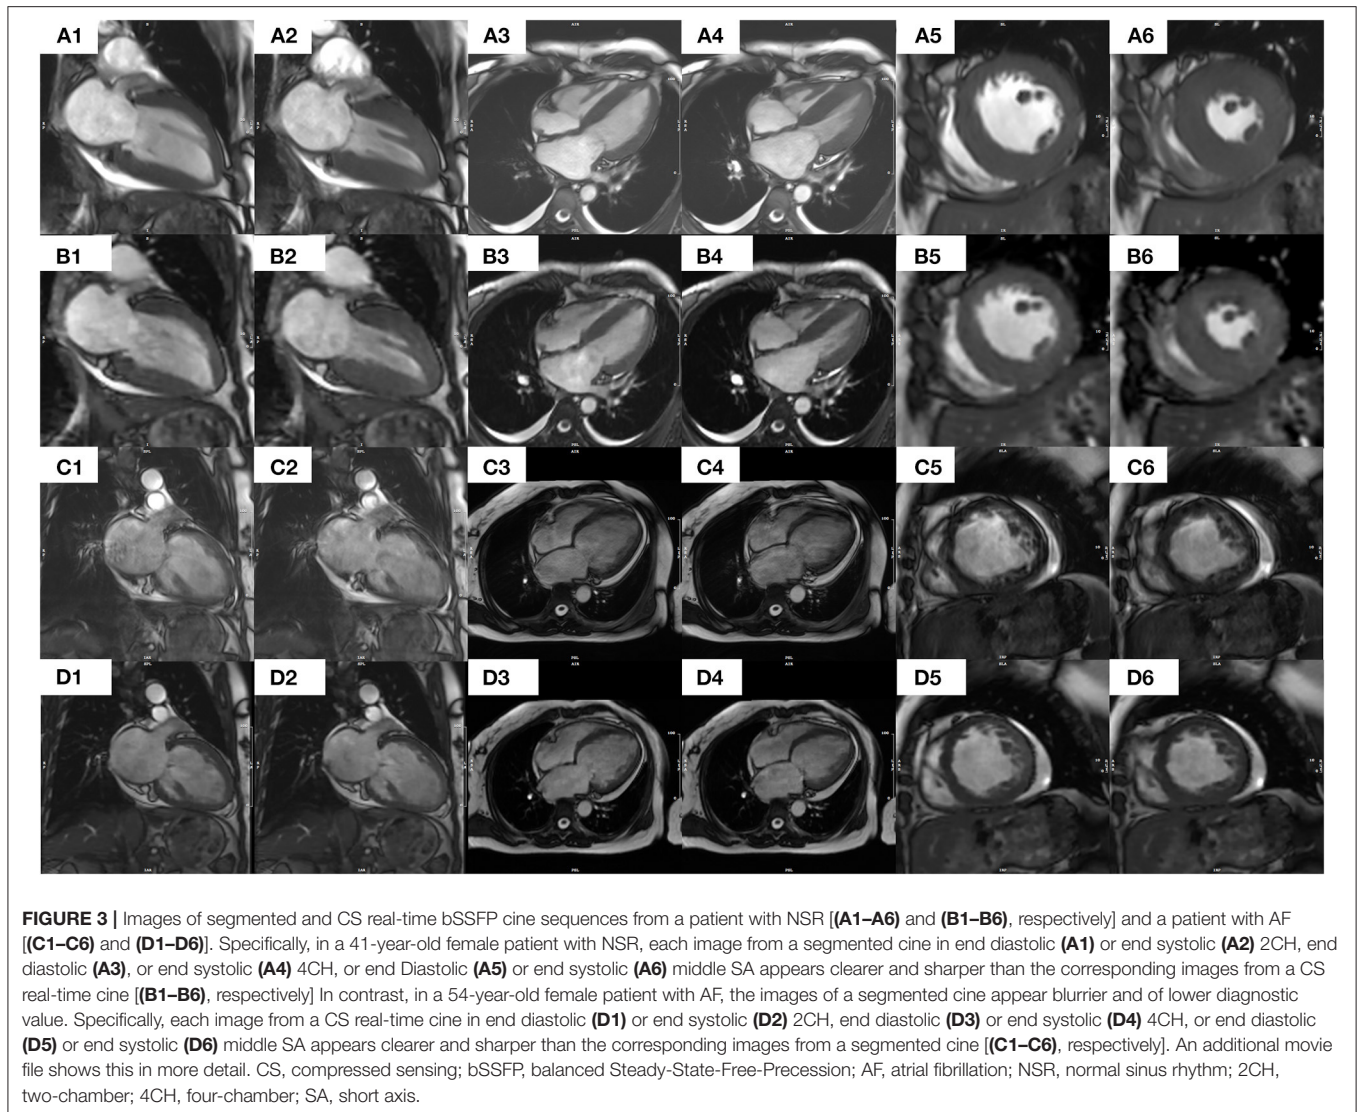 A1 A2 A3 A4 A5 A6
B1 B2 B3 B4 B5 B6
C1 C2 C3 C4 C5 C6
D1 D2 D3 D4 D5 D6
FIGURE 3 | Images of segmented and CS real-time bSSFP cine sequences from a patient with NSR [(A1–A6) and (B1–B6), respectively] and a patient with AF
[(C1–C6) and (D1–D6)]. Specifically, in a 41-year-old female patient with NSR, each image from a segmented cine in end diastolic (A1) or end systolic (A2) 2CH, end
diastolic (A3), or end systolic (A4) 4CH, or end Diastolic (A5) or end systolic (A6) middle SA appears clearer and sharper than the corresponding images from a CS
real-time cine [(B1–B6), respectively] In contrast, in a 54-year-old female patient with AF, the images of a segmented cine appear blurrier and of lower diagnostic
value. Specifically, each image from a CS real-time cine in end diastolic (D1) or end systolic (D2) 2CH, end diastolic (D3) or end systolic (D4) 4CH, or end diastolic
(D5) or end systolic (D6) middle SA appears clearer and sharper than the corresponding images from a segmented cine [(C1–C6), respectively]. An additional movie
file shows this in more detail. CS, compressed sensing; bSSFP, balanced Steady-State-Free-Precession; AF, atrial fibrillation; NSR, normal sinus rhythm; 2CH,
two-chamber; 4CH, four-chamber; SA, short axis.